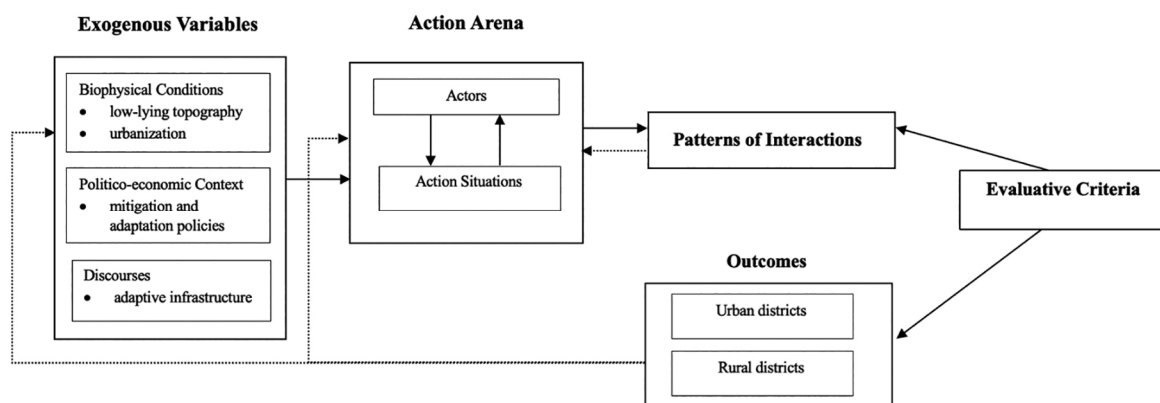 Exogenous Variables
Biophysical Conditions
● low-lying topography
● urbanization
Politico-economic Context
● mitigation and
adaptation policies
Discourses
● adaptive infrastructure
Action Arena
Actors
Action Situations
Patterns of Interactions
Evaluative Criteria
Outcomes
Urban districts
Rural districts